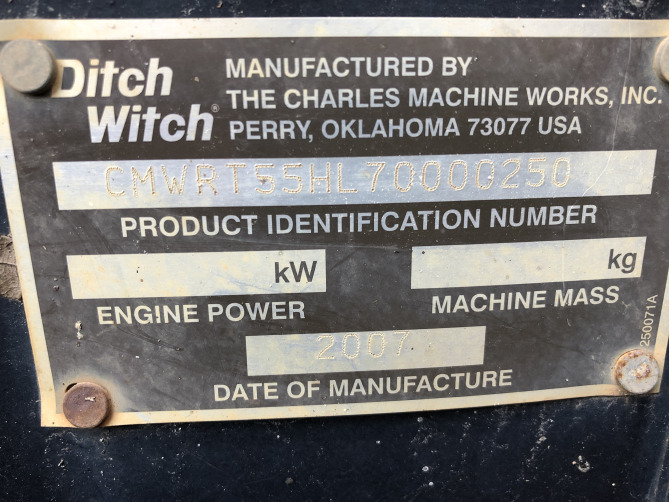 Ditch Witch®
MANUFACTURED BY
THE CHARLES MACHINE WORKS, INC.
PERRY, OKLAHOMA 73077 USA
CMWRT55HL70000250
PRODUCT IDENTIFICATION NUMBER
kW
ENGINE POWER
kg
MACHINE MASS
2007
DATE OF MANUFACTURE
250071A